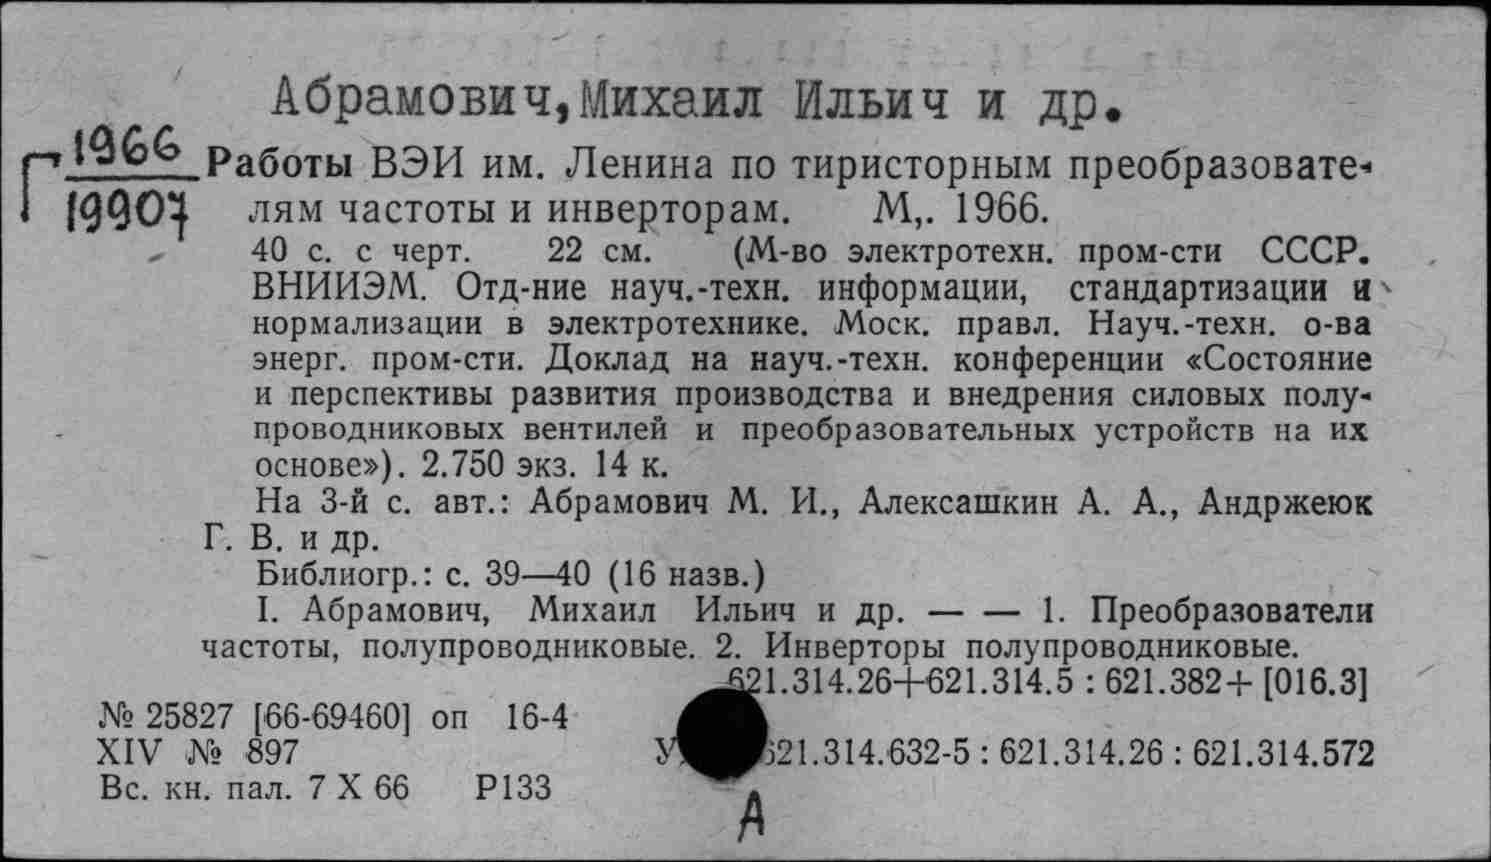 Абрамович, Михаил Ильич и др.
1966
19907
Работы ВЭИ им. Ленина по тиристорным преобразовате-
лям частоты и инверторам. М,. 1966.
40 с. с черт. 22 см. (М-во электротехн. пром-сти СССР.
ВНИИЭМ. Отд-ние науч.-техн. информации, стандартизации и
нормализации в электротехнике. Моск. правл. Науч.-техн. о-ва
энерг. пром-сти. Доклад на науч.-техн. конференции «Состояние
и перспективы развития производства и внедрения силовых полу-
проводниковых вентилей и преобразовательных устройств на их
основе»). 2.750 экз. 14 к.
На 3-й с. авт.: Абрамович М. И., Алексашкин А. А., Андржеюк
Г. В. и др.
Библиогр.: с. 39—40 (16 назв.)
I. Абрамович, Михаил Ильич и др. — — 1. Преобразователи
частоты, полупроводниковые. 2. Инверторы полупроводниковые.
621.314.26+621.314.5 : 621.382+ [016.3]
№ 25827 [66-69460] оп 16-4
XIV № 897
21.314.632-5 : 621.314.26 : 621.314.572
Вс. кн. пал. 7 X 66 Р133
А